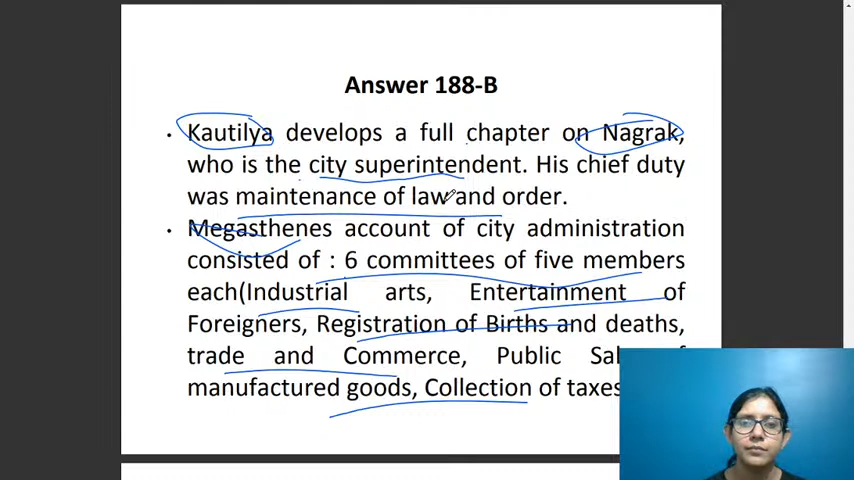 Answer 188-B
• Kautilya develops a full chapter on Nagrak,
who is the city superintendent. His chief duty
was maintenance of law and order.
• Megasthenes account of city administration
consisted of : 6 committees of five members
each(Industrial arts, Entertainment of
Foreigners, Registration of Births and deaths,
trade and Commerce, Public
manufactured goods, Collection of taxes